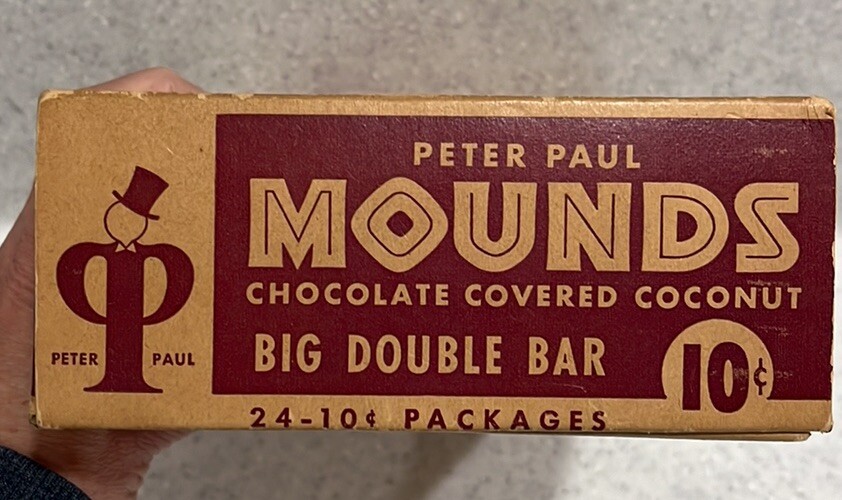 PETER PAUL
MOUNDS
CHOCOLATE COVERED COCONUT
BIG DOUBLE BAR
10¢
PETER PAUL
24-10¢ PACKAGES